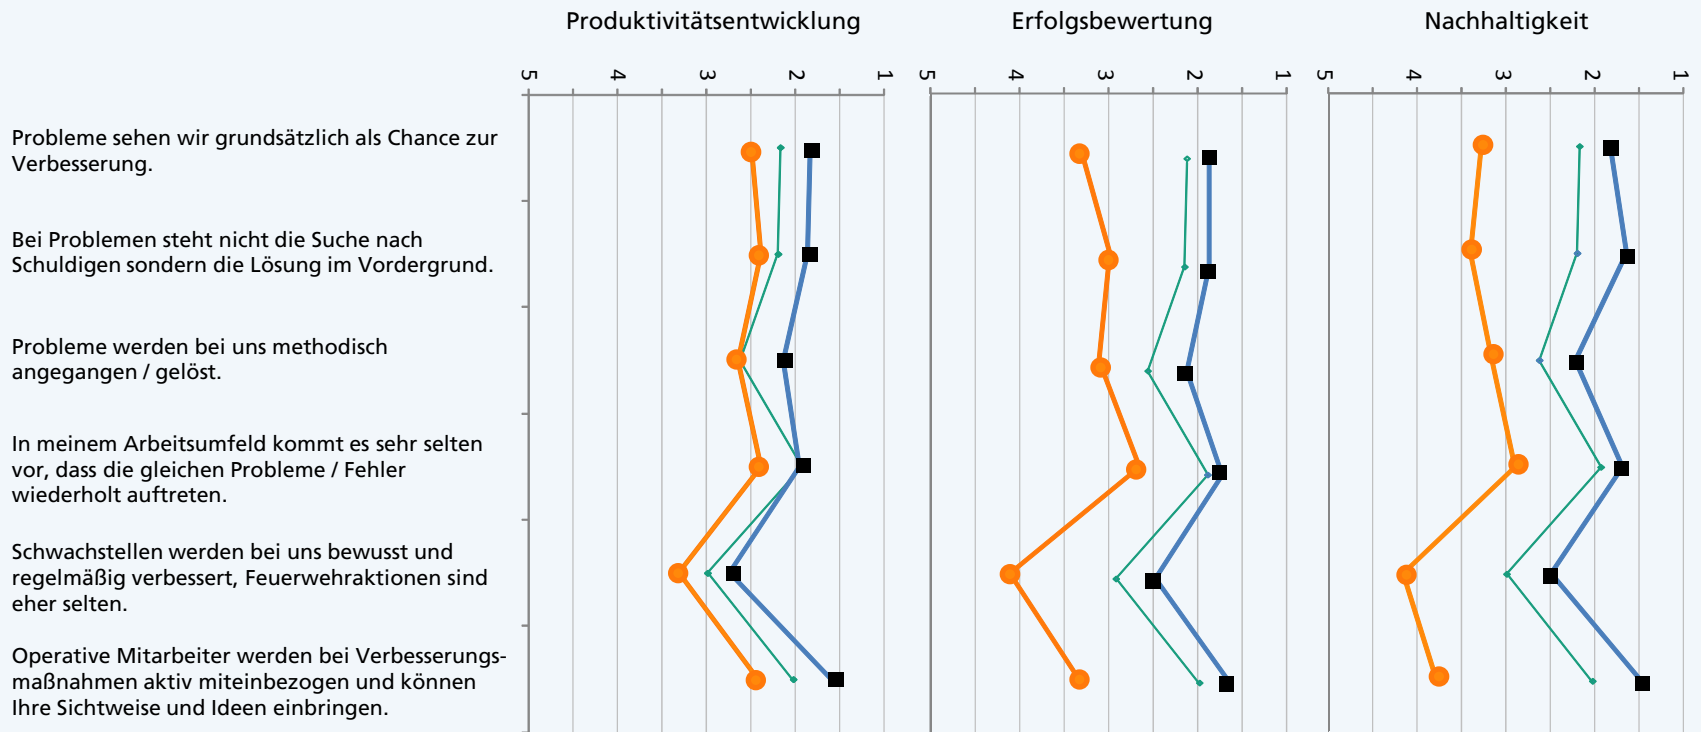 Produktivitätsentwicklung
Erfolgsbewertung
Nachhaltigkeit
5 4 3 2 1
5 4 3 2 1
5 4 3 2 1
Probleme sehen wir grundsätzlich als Chance zur
Verbesserung.
Bei Problemen steht nicht die Suche nach
Schuldigen sondern die Lösung im Vordergrund.
Probleme werden bei uns methodisch
angegangen / gelöst.
In meinem Arbeitsumfeld kommt es sehr selten
vor, dass die gleichen Probleme / Fehler
wiederholt auftreten.
Schwachstellen werden bei uns bewusst und
regelmäßig verbessert, Feuerwehraktionen sind
eher selten.
Operative Mitarbeiter werden bei Verbesserungs-
maßnahmen aktiv miteinbezogen und können
Ihre Sichtweise und Ideen einbringen.